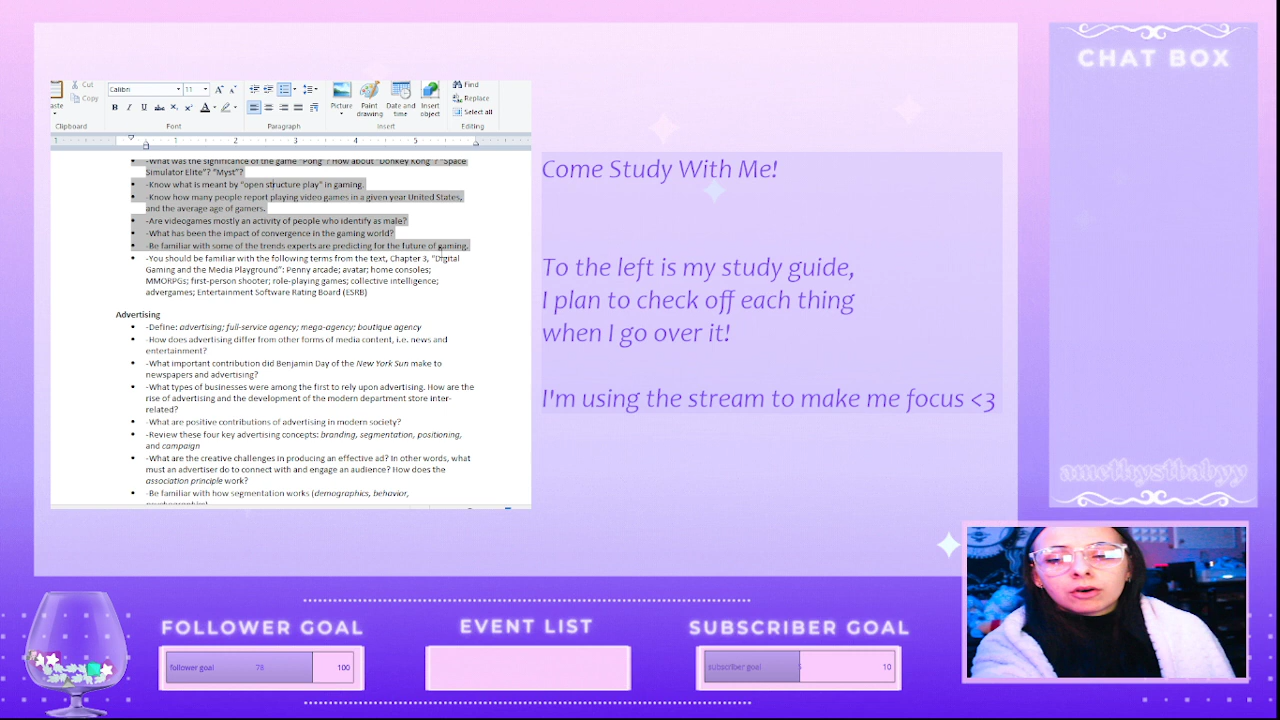 CHAT BOX
Cut
Copy
aste
Clipboard
Calibri
11
Font
Paragraph
Picture
Paint drawing
Date and time
Insert object
Insert
Find
Replace
Select all
Editing
1 1 2 3 4 5
-What was the significance of the game "Pong"? How about "Donkey Kong"? "Space
Simulator Elite"? "Myst"?
-Know what is meant by "open structure play" in gaming.
-Know how many people report playing video games in a given year United States,
and the average age of gamers.
-Are videogames mostly an activity of people who identify as male?
-What has been the impact of convergence in the gaming world?
-Be familiar with some of the trends experts are predicting for the future of gaming.
-You should be familiar with the following terms from the text, Chapter 3, "Digital
Gaming and the Media Playground": Penny arcade; avatar; home consoles;
MMORPGs; first-person shooter; role-playing games; collective intelligence;
advergames; Entertainment Software Rating Board (ESRB)
Advertising
-Define: advertising; full-service agency; mega-agency; boutique agency
-How does advertising differ from other forms of media content, i.e. news and
entertainment?
-What important contribution did Benjamin Day of the New York Sun make to
newspapers and advertising?
-What types of businesses were among the first to rely upon advertising. How are the
rise of advertising and the development of the modern department store inter-
related?
-What are positive contributions of advertising in modern society?
-Review these four key advertising concepts: branding, segmentation, positioning,
and campaign
-What are the creative challenges in producing an effective ad? In other words, what
must an advertiser do to connect with and engage an audience? How does the
association principle work?
-Be familiar with how segmentation works (demographics, behavior,
Come Study With Me!
To the left is my study guide,
I plan to check off each thing
when I go over it!
I'm using the stream to make me focus <3
amethystbabyy
FOLLOWER GOAL
follower goal 78 100
EVENT LIST
SUBSCRIBER GOAL
subscriber goal 5 10